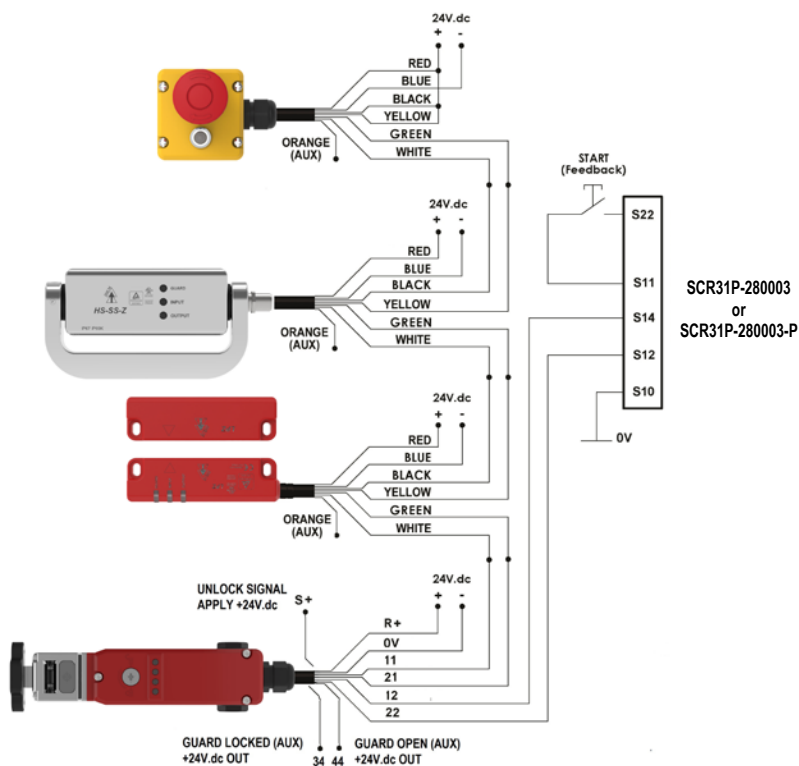 24V.dc
+ -
RED
BLUE
BLACK
YELLOW
GREEN
WHITE
ORANGE
(AUX)
24V.dc
+ -
RED
BLUE
BLACK
YELLOW
GREEN
WHITE
ORANGE
(AUX)
HS-SS-Z
GUARD
INPUT
OUTPUT
24V.dc
+ -
RED
BLUE
BLACK
YELLOW
GREEN
WHITE
ORANGE
(AUX)
UNLOCK SIGNAL
APPLY +24V.dc
S+
24V.dc
+ -
R+
0V
11
21
12
22
GUARD LOCKED (AUX)
+24V.dc OUT
34
44
GUARD OPEN (AUX)
+24V.dc OUT
START
(Feedback)
S22
S11
S14
S12
S10
0V
SCR31P-280003
or
SCR31P-280003-P